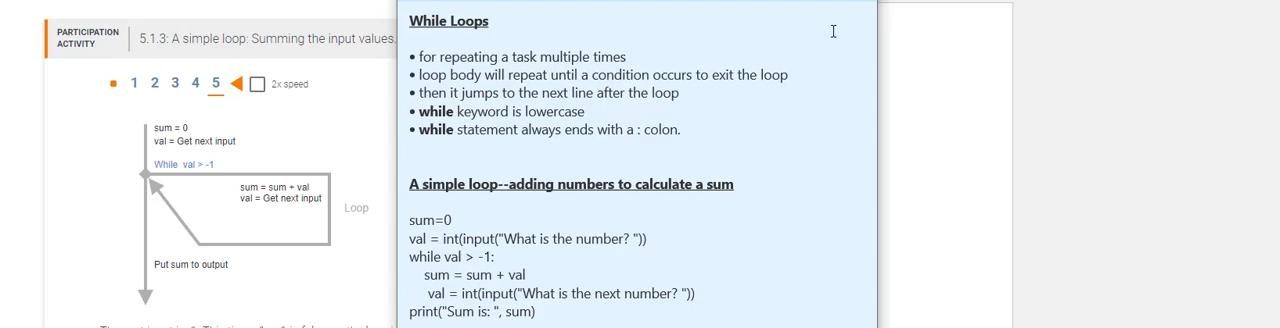 PARTICIPATION
ACTIVITY
5.1.3: A simple loop: Summing the input values.
1 2 3 4 5 2x speed
sum = 0
val = Get next input
While val > -1
sum = sum + val
val = Get next input
Loop
Put sum to output
While Loops
• for repeating a task multiple times
• loop body will repeat until a condition occurs to exit the loop
• then it jumps to the next line after the loop
• while keyword is lowercase
• while statement always ends with a : colon.
A simple loop--adding numbers to calculate a sum
sum=0
val = int(input("What is the number? "))
while val > -1:
sum = sum + val
val = int(input("What is the next number? "))
print("Sum is: ", sum)